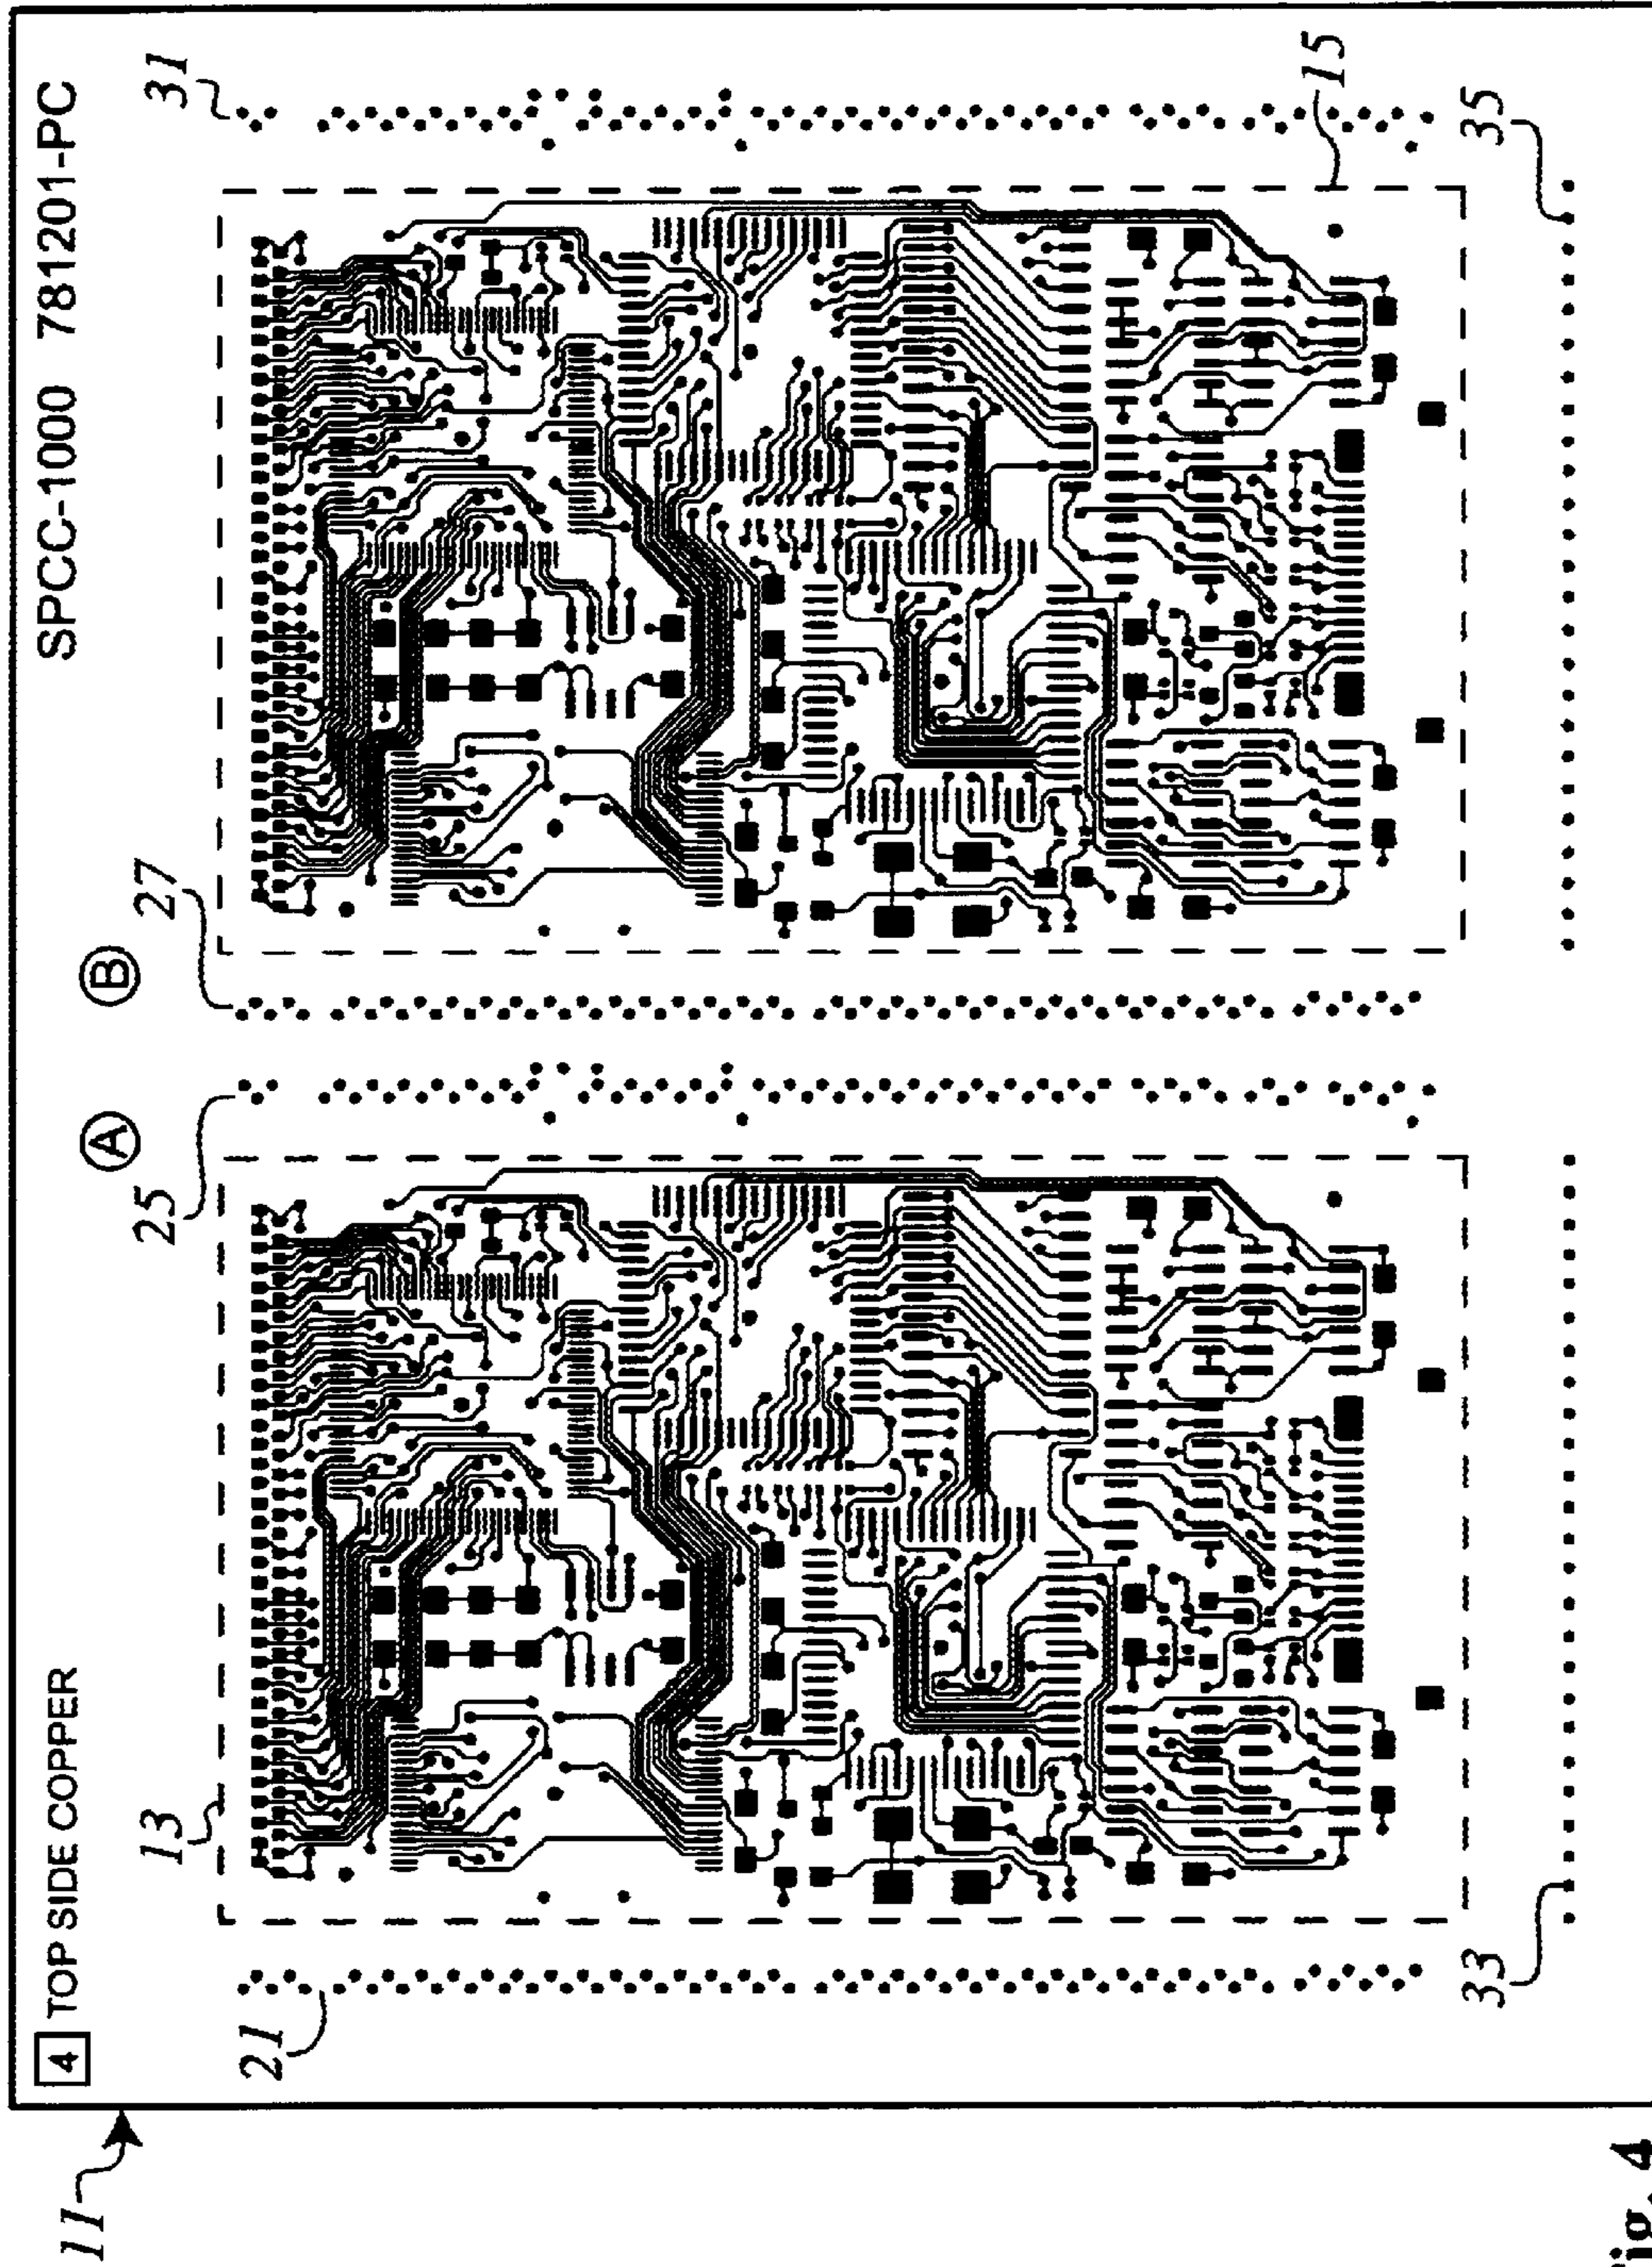 11
4 TOP SIDE COPPER
SPCC-1000 781201-PC
A
B
13
25
27
31
21
15
33
35
Fig. 4